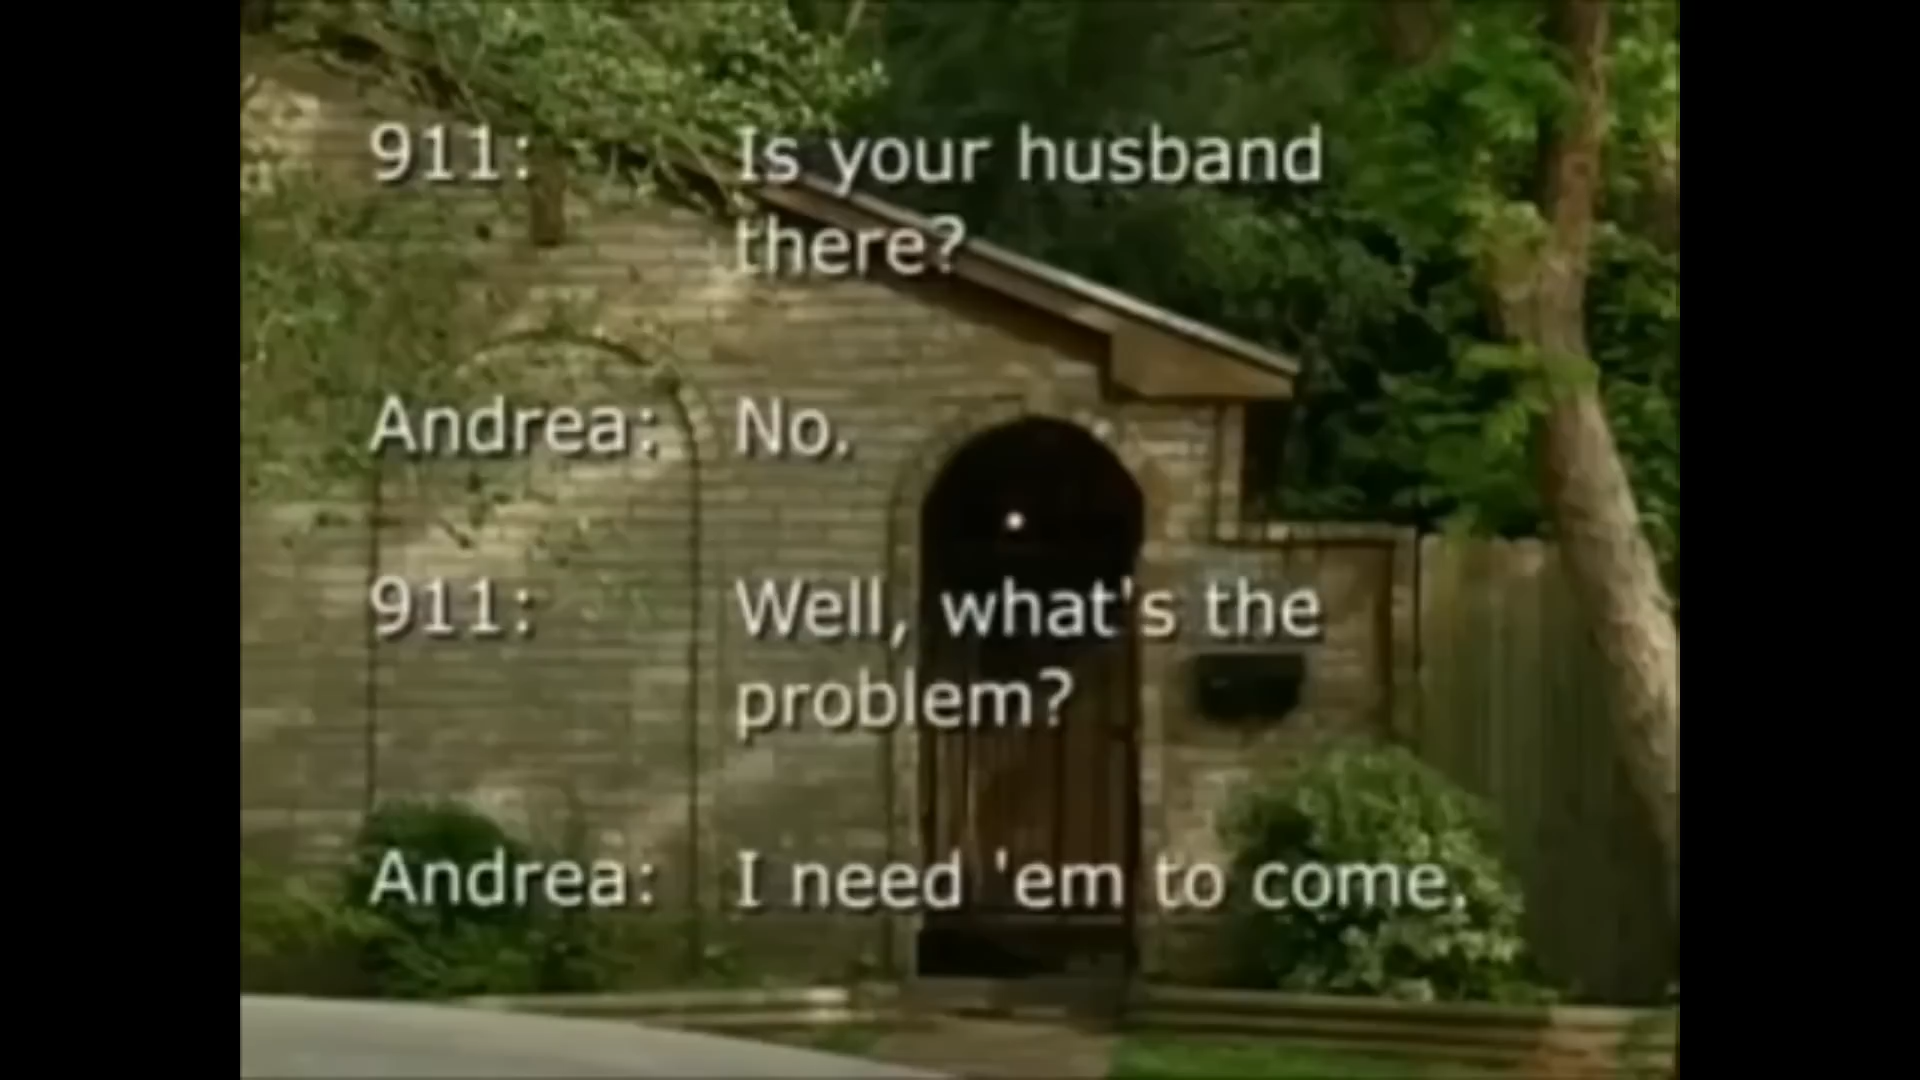 911: Is your husband
there?
Andrea: No.
911: Well, what's the
problem?
Andrea: I need 'em to come.